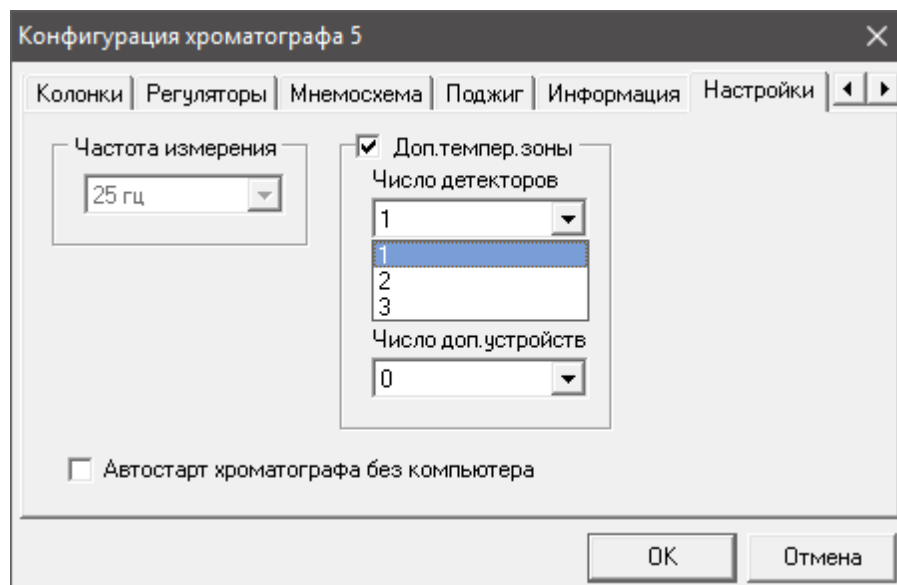 Конфигурация хроматографа 5
Колонки Регуляторы Мнемосхема Поджиг Информация Настройки
Частота измерения
25 гц
Доп.темпер.зоны
Число детекторов
1
1
2
3
Число доп.устройств
0
Автостарт хроматографа без компьютера
OK Отмена